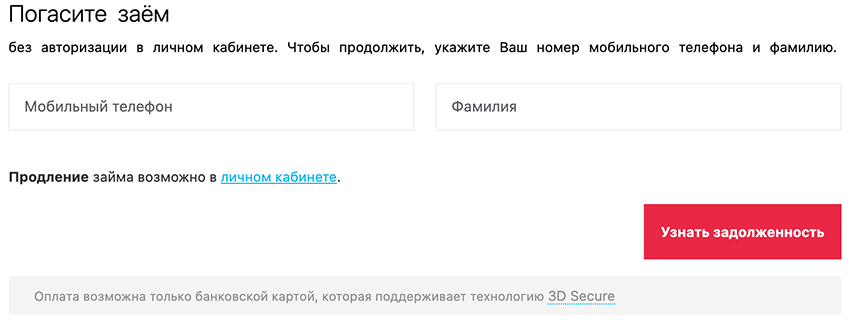 Погасите заём
без авторизации в личном кабинете. Чтобы продолжить, укажите Ваш номер мобильного телефона и фамилию.
Мобильный телефон
Фамилия
Продление займа возможно в личном кабинете.
Узнать задолженность
Оплата возможна только банковской картой, которая поддерживает технологию 3D Secure